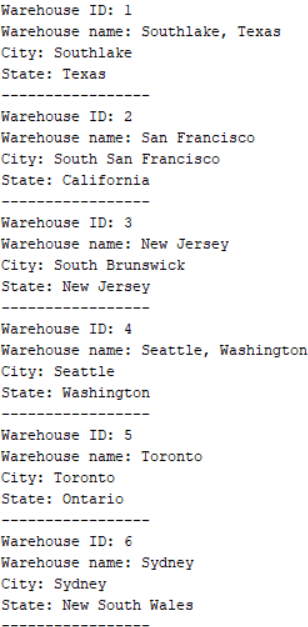 Warehouse ID: 1
Warehouse name: Southlake, Texas
City: Southlake
State: Texas
-----------------
Warehouse ID: 2
Warehouse name: San Francisco
City: South San Francisco
State: California
-----------------
Warehouse ID: 3
Warehouse name: New Jersey
City: South Brunswick
State: New Jersey
-----------------
Warehouse ID: 4
Warehouse name: Seattle, Washington
City: Seattle
State: Washington
-----------------
Warehouse ID: 5
Warehouse name: Toronto
City: Toronto
State: Ontario
-----------------
Warehouse ID: 6
Warehouse name: Sydney
City: Sydney
State: New South Wales
-----------------